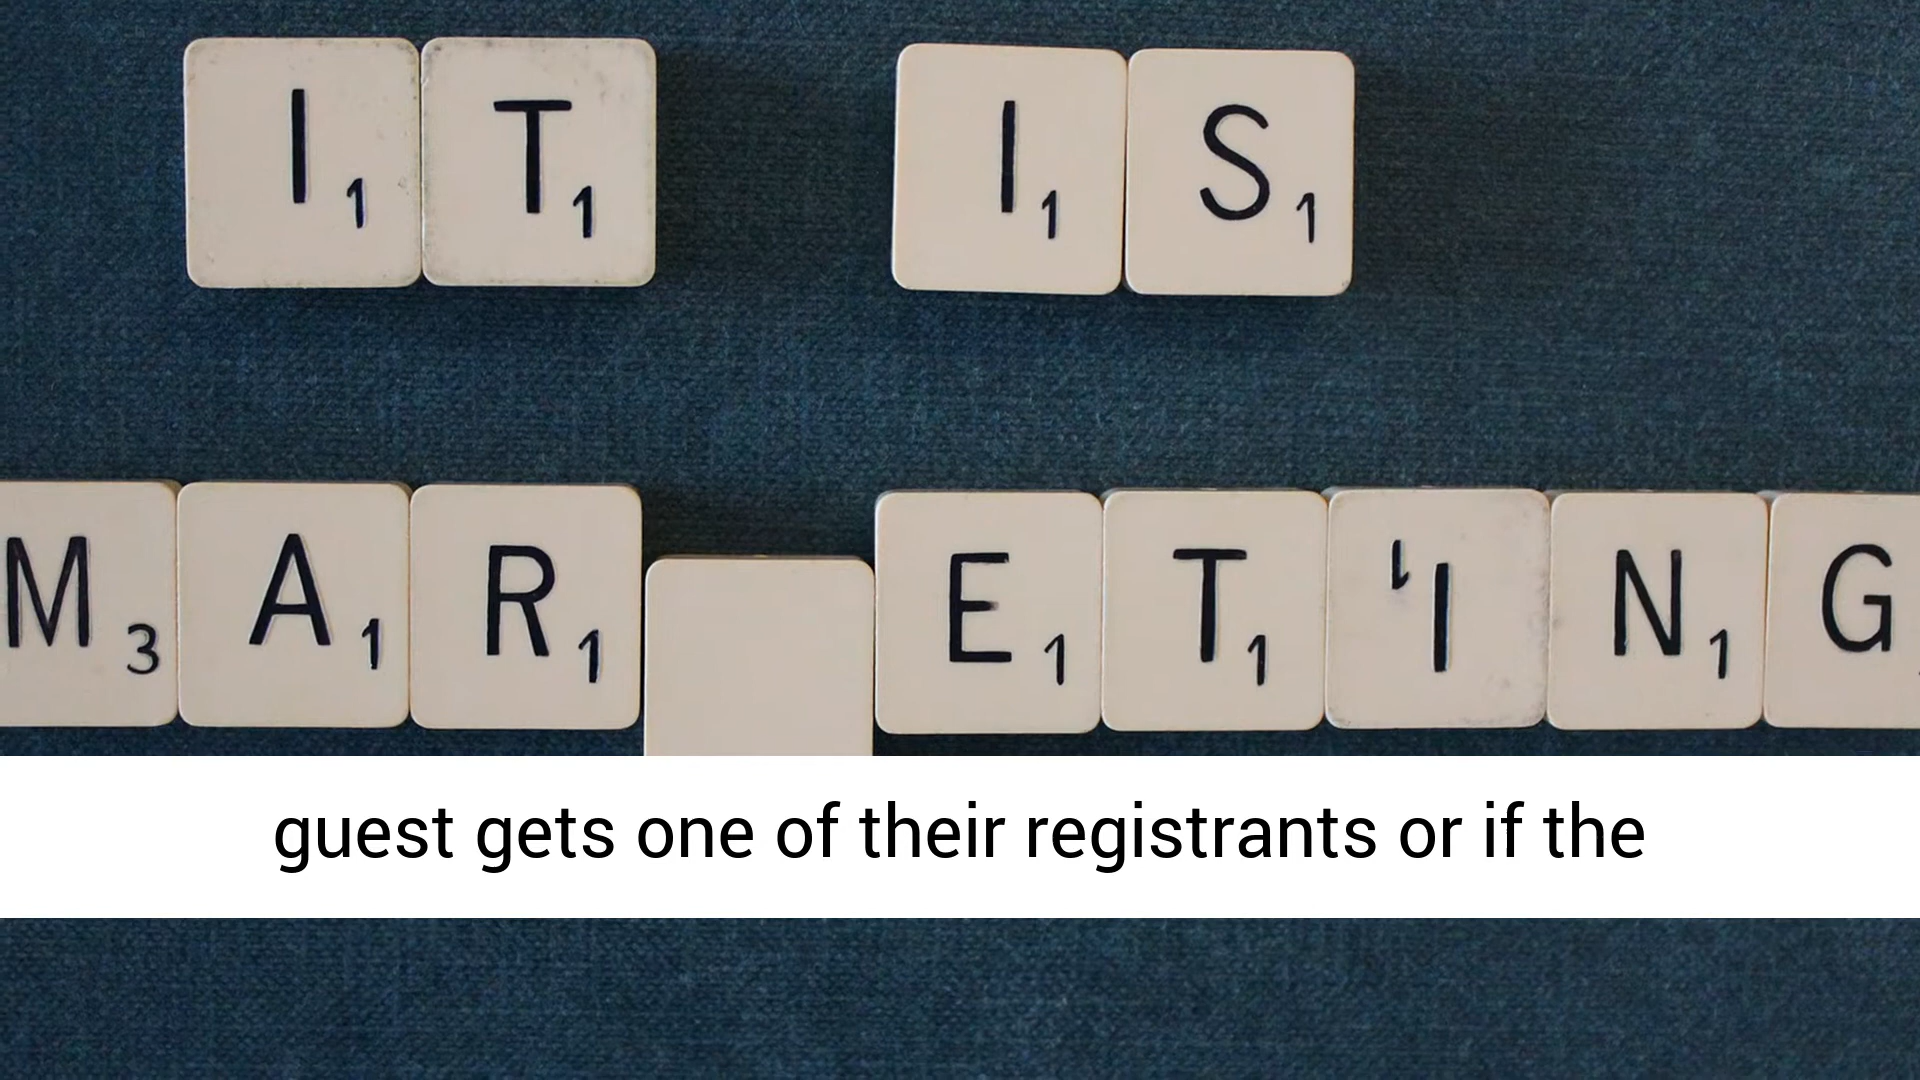 IT IS
MAR ETING
guest gets one of their registrants or if the